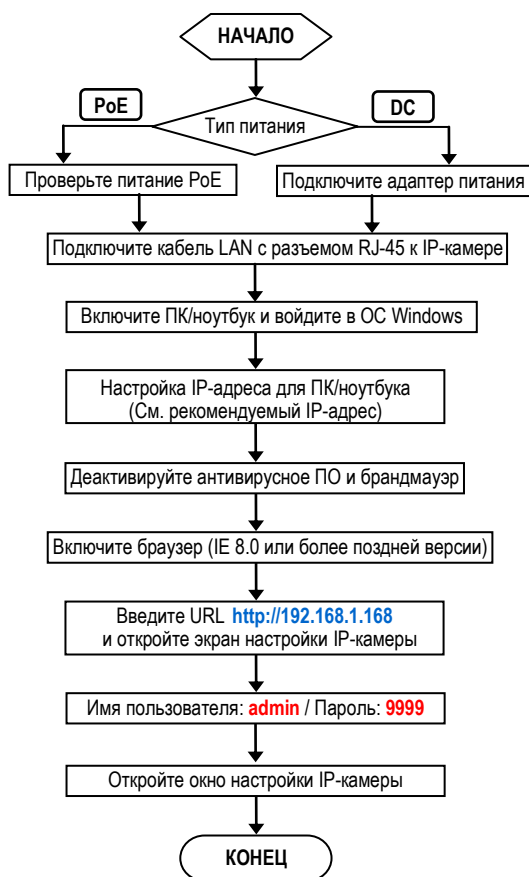 НАЧАЛО
PoE
DC
Тип питания
Проверьте питание PoE
Подключите адаптер питания
Подключите кабель LAN с разъемом RJ-45 к IP-камере
Включите ПК/ноутбук и войдите в ОС Windows
Настройка IP-адреса для ПК/ноутбука
(См. рекомендуемый IP-адрес)
Деактивируйте антивирусное ПО и брандмауэр
Включите браузер (IE 8.0 или более поздней версии)
Введите URL http://192.168.1.168
и откройте экран настройки IP-камеры
Имя пользователя: admin / Пароль: 9999
Откройте окно настройки IP-камеры
КОНЕЦ